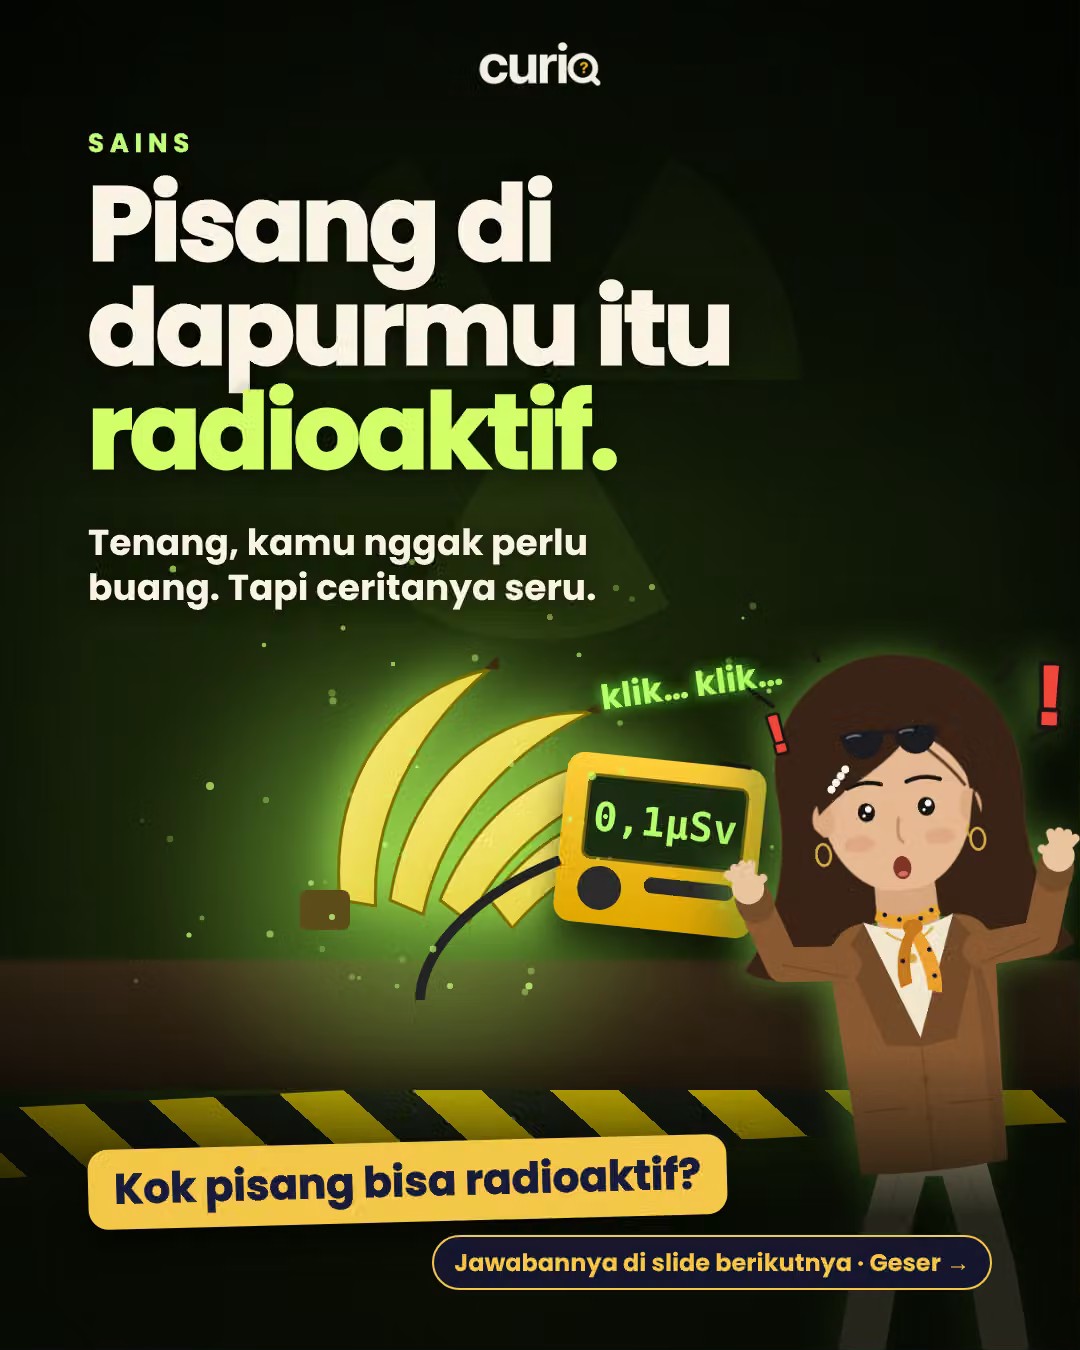 curiQ
SAINS
Pisang di
dapurmu itu
radioaktif.
Tenang, kamu nggak perlu
buang. Tapi ceritanya seru.
klik... klik...
!
!
0,1µSv
Kok pisang bisa radioaktif?
Jawabannya di slide berikutnya · Geser →